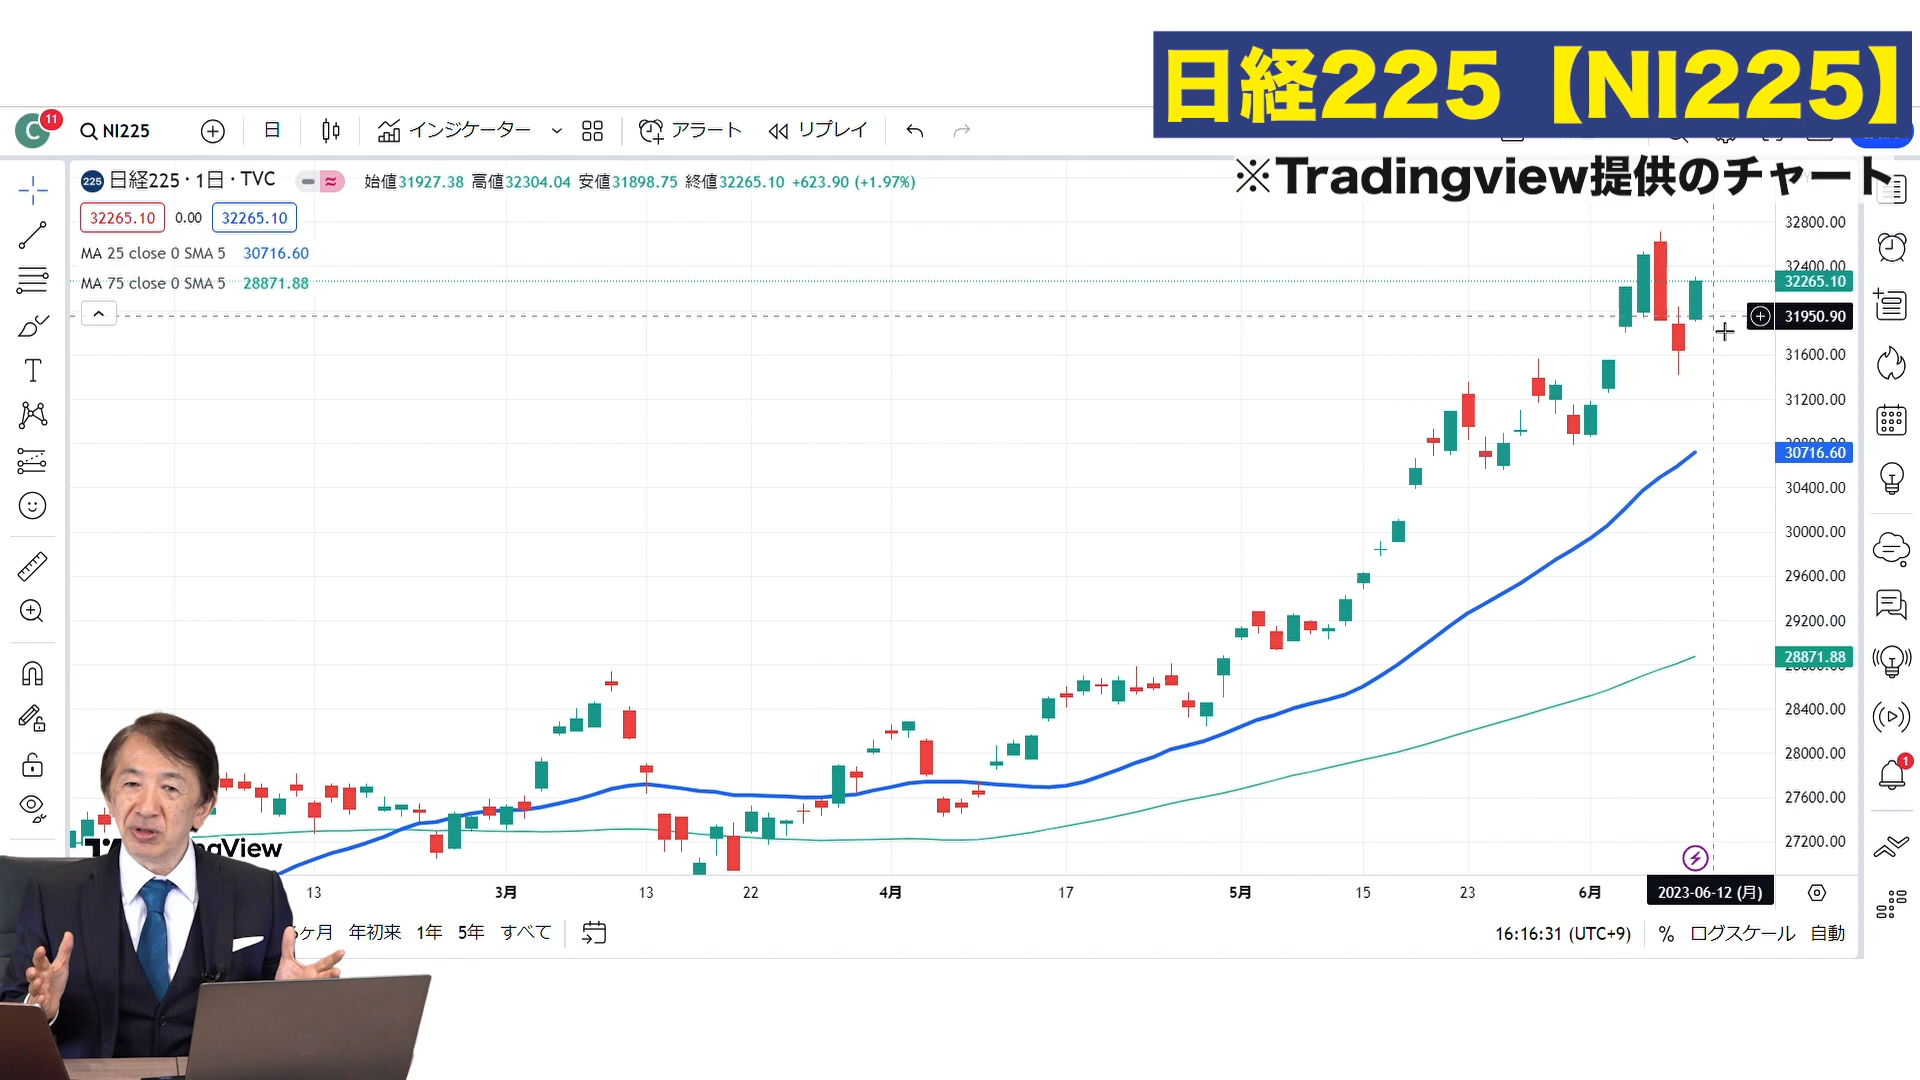 日経225【NI225】
※Tradingview提供のチャート
C 11 NI225 日 インジケーター アラート リプレイ
225 日経225・1日・TVC 始値31927.38 高値32304.04 安値31898.75 終値32265.10 +623.90 (+1.97%)
32265.10 0.00 32265.10
MA 25 close 0 SMA 5 30716.60
MA 75 close 0 SMA 5 28871.88
32800.00
32400.00
32265.10
31950.90
31600.00
31200.00
30716.60
30400.00
30000.00
29600.00
29200.00
28871.88
28400.00
28000.00
27600.00
27200.00
1
gView
13 3月 13 22 4月 17 5月 15 23 6月 2023-06-12 (月)
ヶ月 年初来 1年 5年 すべて 16:16:31 (UTC+9) % ログスケール 自動